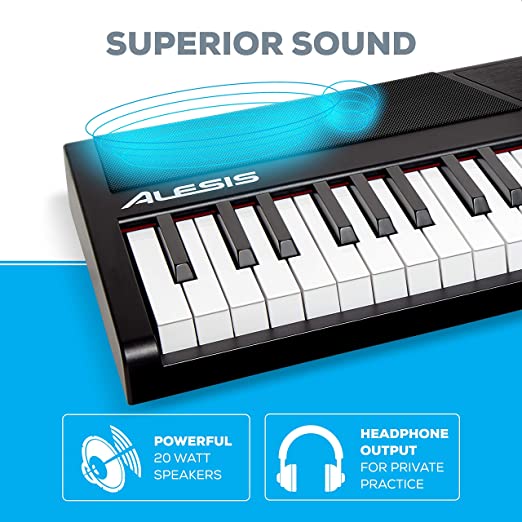 SUPERIOR SOUND
ALESIS
POWERFUL
20 WATT
SPEAKERS
HEADPHONE
OUTPUT
FOR PRIVATE
PRACTICE